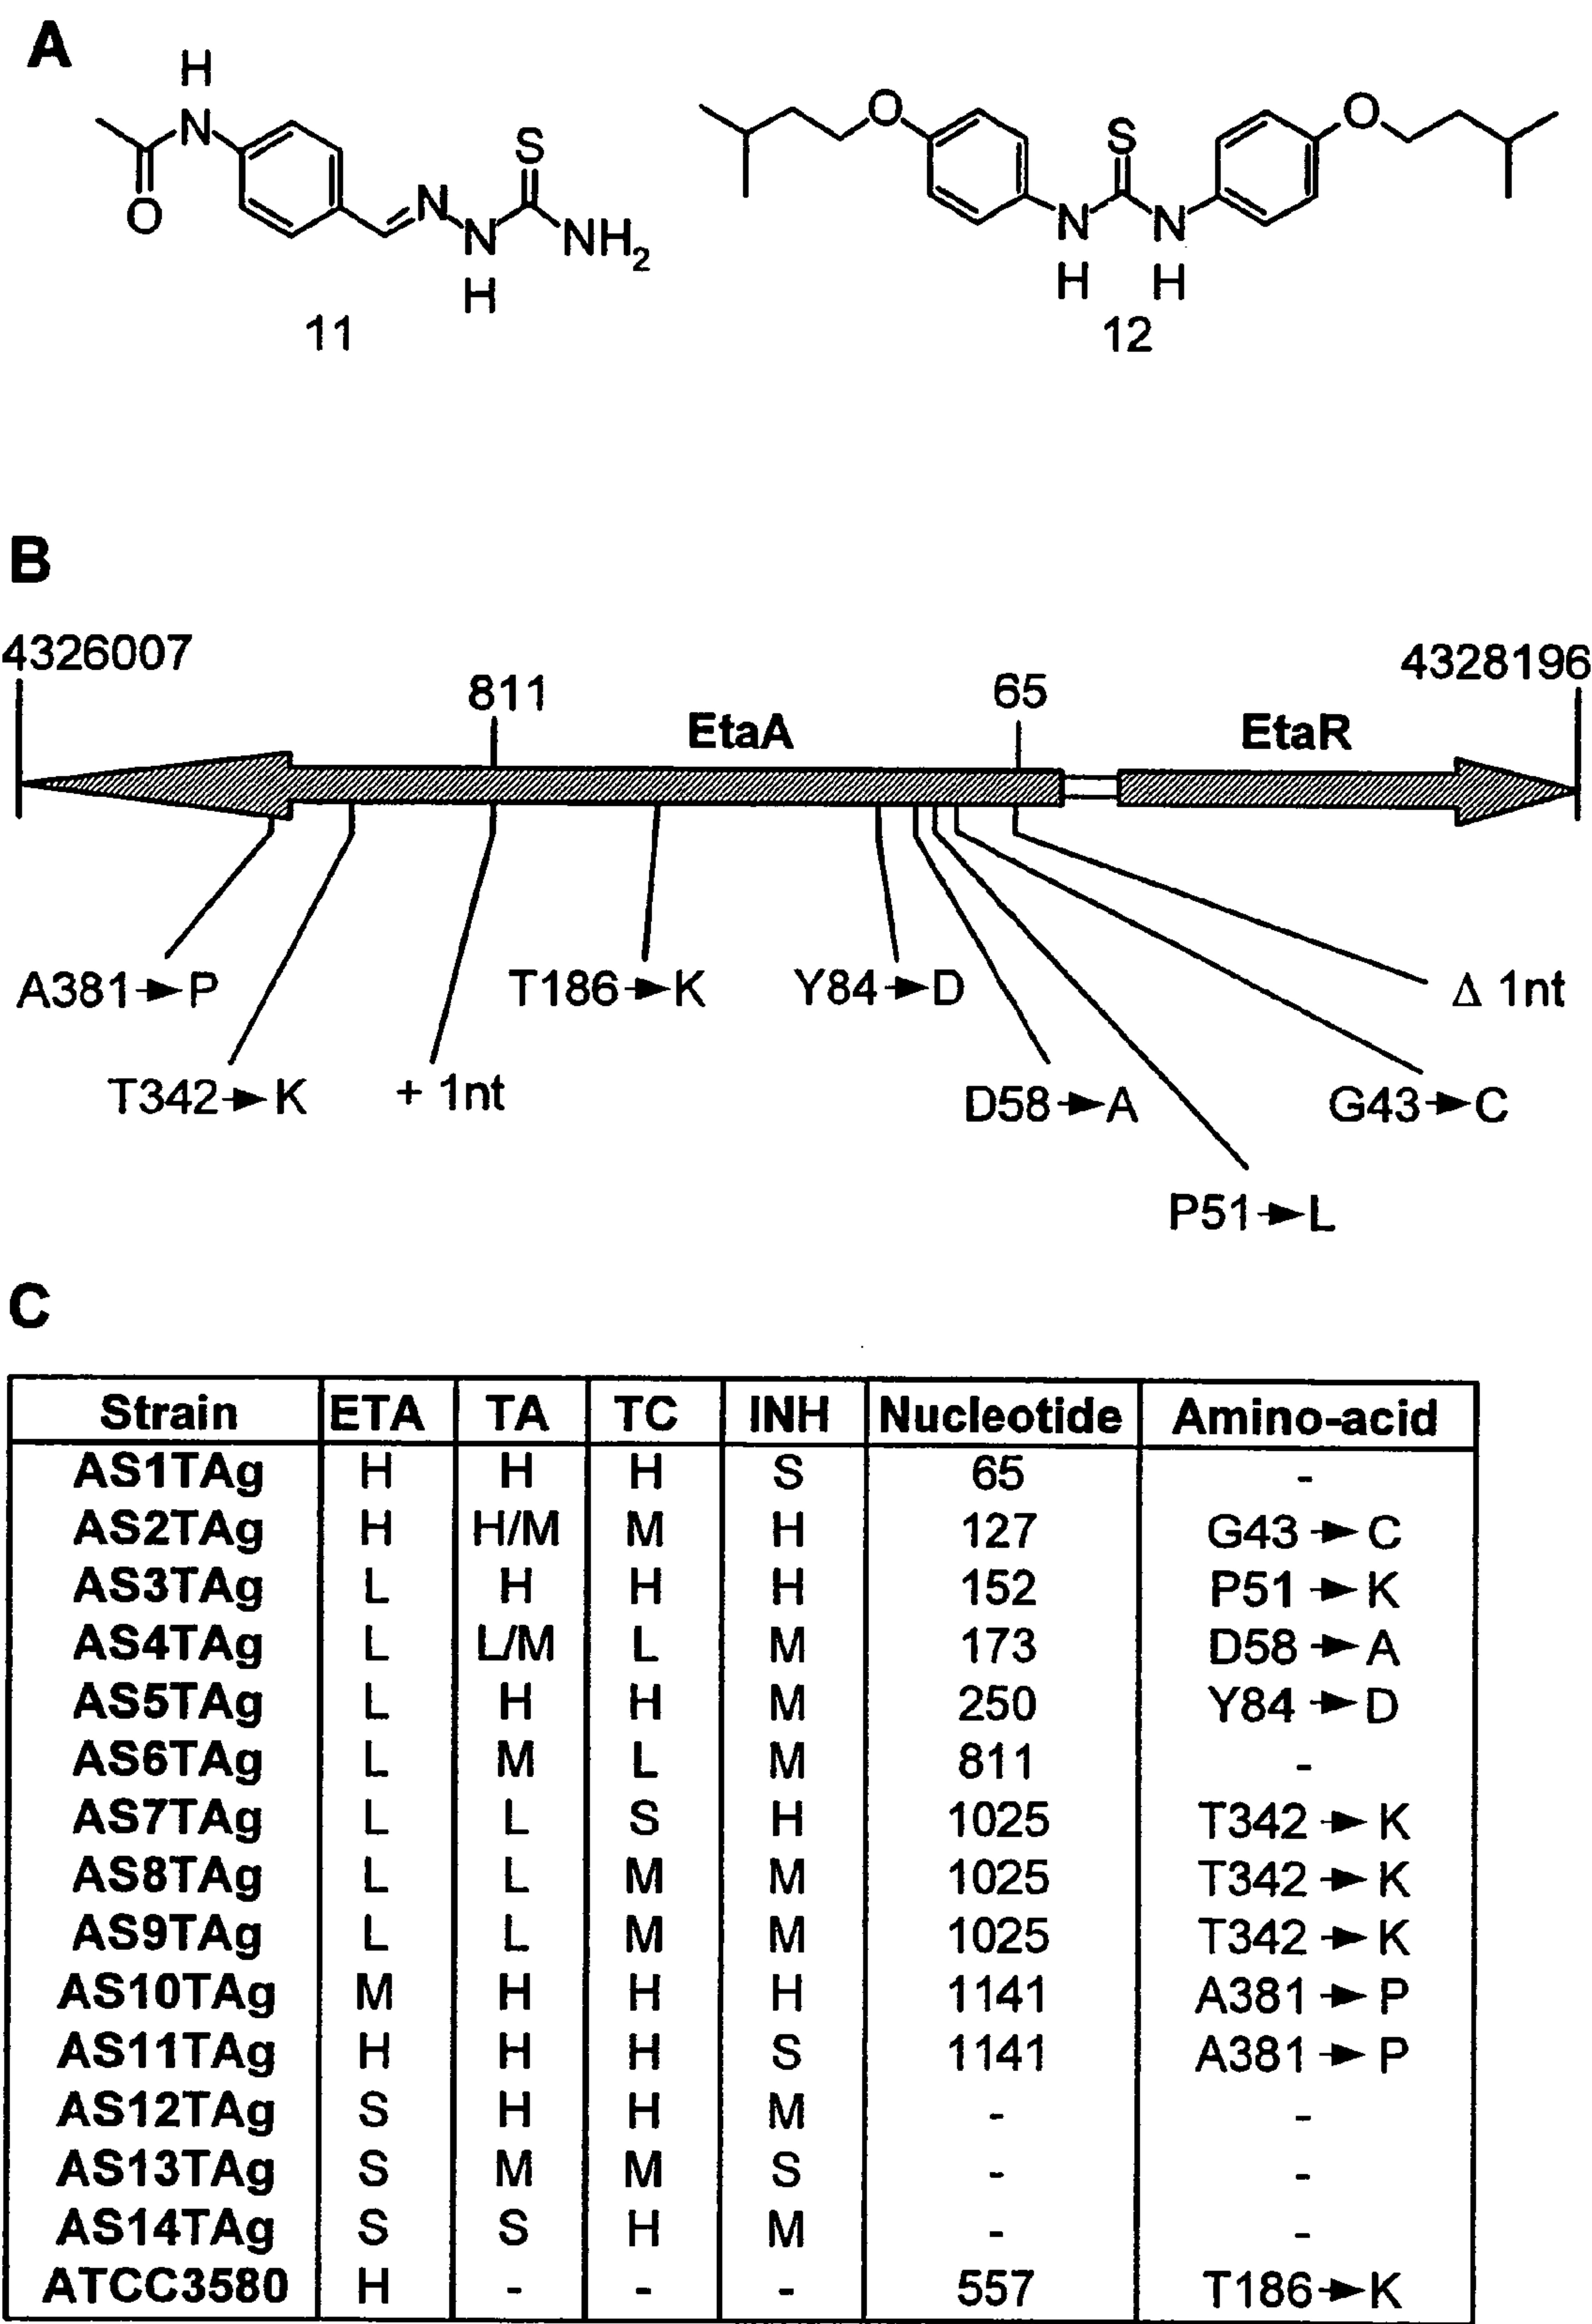 A
H
N
O
S
N
N
H
NH2
11
O
S
O
N
N
H
H
12
B
4326007
4328196
811
65
EtaA
EtaR
A381 → P
T186 → K
Y84 → D
Δ 1nt
T342 → K
+ 1nt
D58 → A
G43 → C
P51 → L
C
Strain ETA TA TC INH Nucleotide Amino-acid
AS1TAg H H H S 65 -
AS2TAg H H/M M H 127 G43 → C
AS3TAg L H H H 152 P51 → K
AS4TAg L L/M L M 173 D58 → A
AS5TAg L H H M 250 Y84 → D
AS6TAg L M L M 811 -
AS7TAg L L S H 1025 T342 → K
AS8TAg L L M M 1025 T342 → K
AS9TAg L L M M 1025 T342 → K
AS10TAg M H H H 1141 A381 → P
AS11TAg H H H S 1141 A381 → P
AS12TAg S H H M - -
AS13TAg S M M S - -
AS14TAg S S H M - -
ATCC3580 H - - - 557 T186 → K